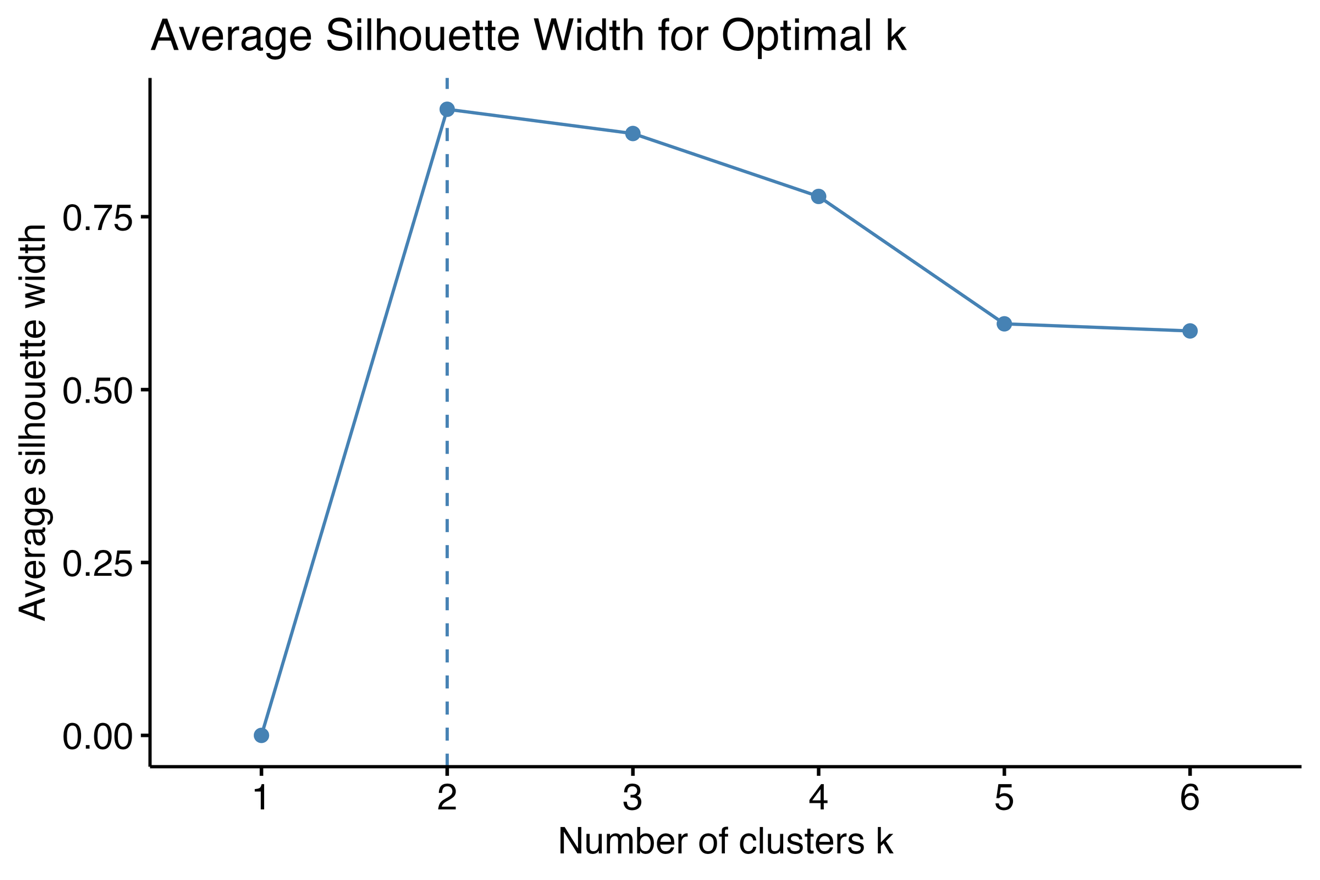 Average Silhouette Width for Optimal k
Average silhouette width
0.75
0.50
0.25
0.00
1 2 3 4 5 6
Number of clusters k